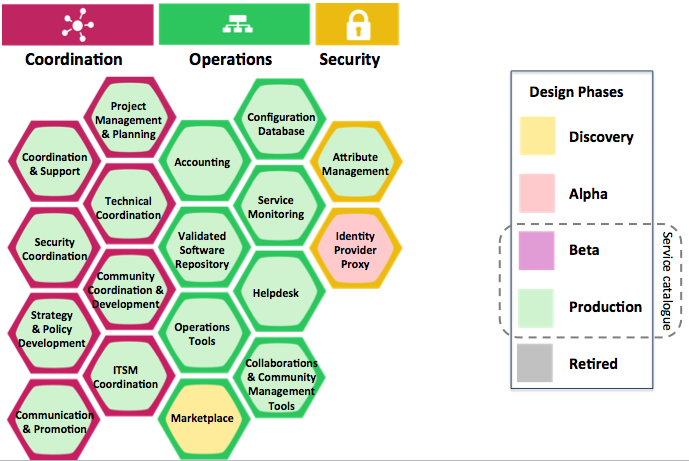 Coordination
Operations
Security
Project
Management
& Planning
Coordination
& Support
Technical
Coordination
Security
Coordination
Community
Coordination &
Development
Strategy
& Policy
Development
ITSM
Coordination
Communication
& Promotion
Configuration
Database
Accounting
Service
Monitoring
Validated
Software
Repository
Helpdesk
Operations
Tools
Collaborations
& Community
Management
Tools
Marketplace
Attribute
Management
Identity
Provider
Proxy
Design Phases
Discovery
Alpha
Beta
Production
Retired
Service catalogue